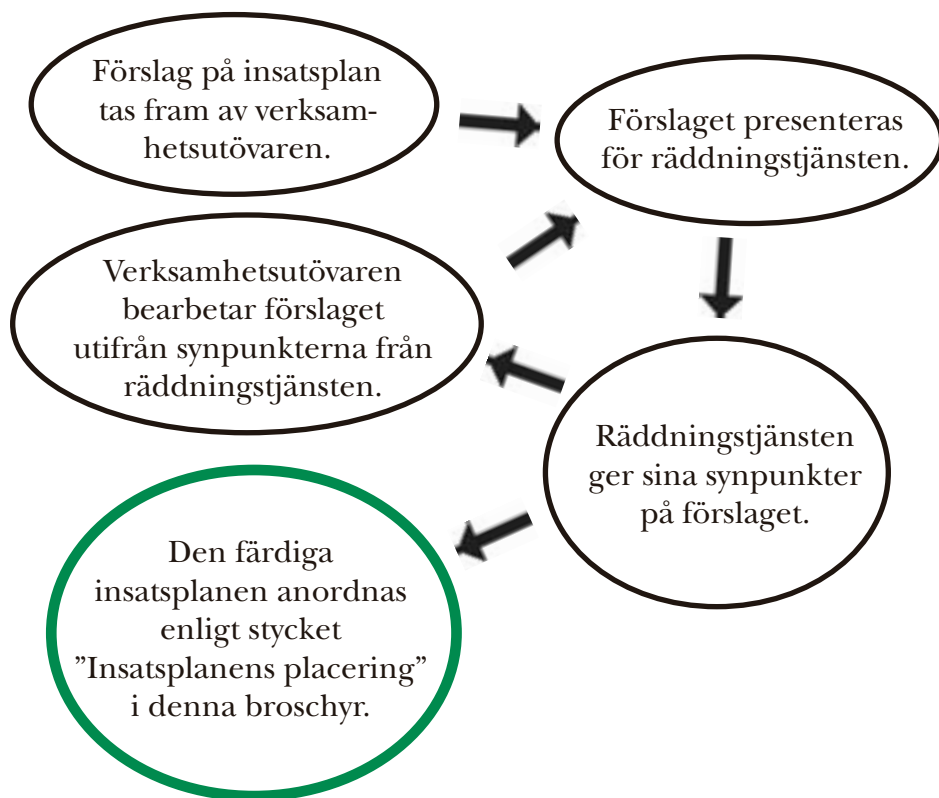 Förslag på insatsplan
tas fram av verksam-
hetsutövaren.
Förslaget presenteras
för räddningstjänsten.
Verksamhetsutövaren
bearbetar förslaget
utifrån synpunkterna från
räddningstjänsten.
Räddningstjänsten
ger sina synpunkter
på förslaget.
Den färdiga
insatsplanen anordnas
enligt stycket
”Insatsplanens placering”
i denna broschyr.